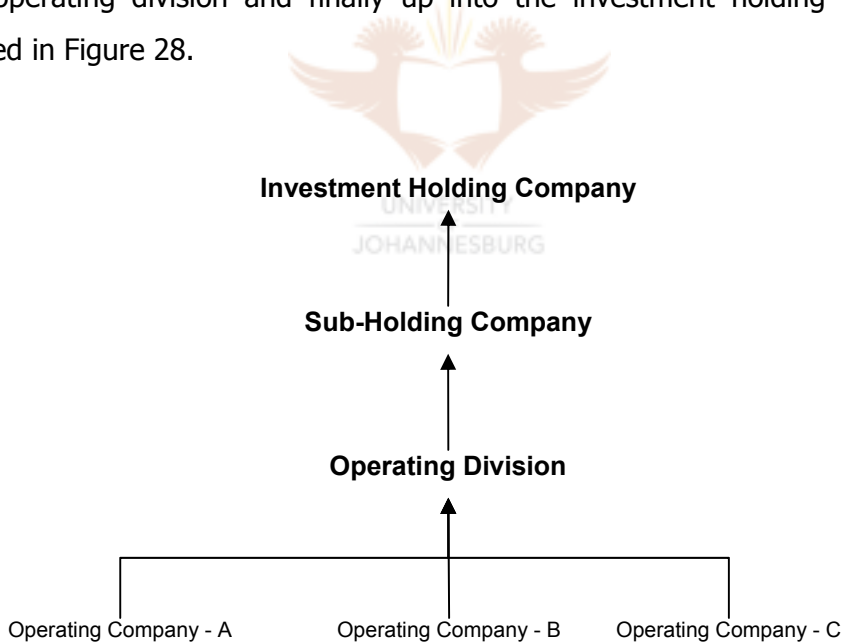 operating division and finally up into the investment holding
ed in Figure 28.
Investment Holding Company
UNIVERSITY
JOHANNESBURG
Sub-Holding Company
Operating Division
Operating Company - A Operating Company - B Operating Company - C